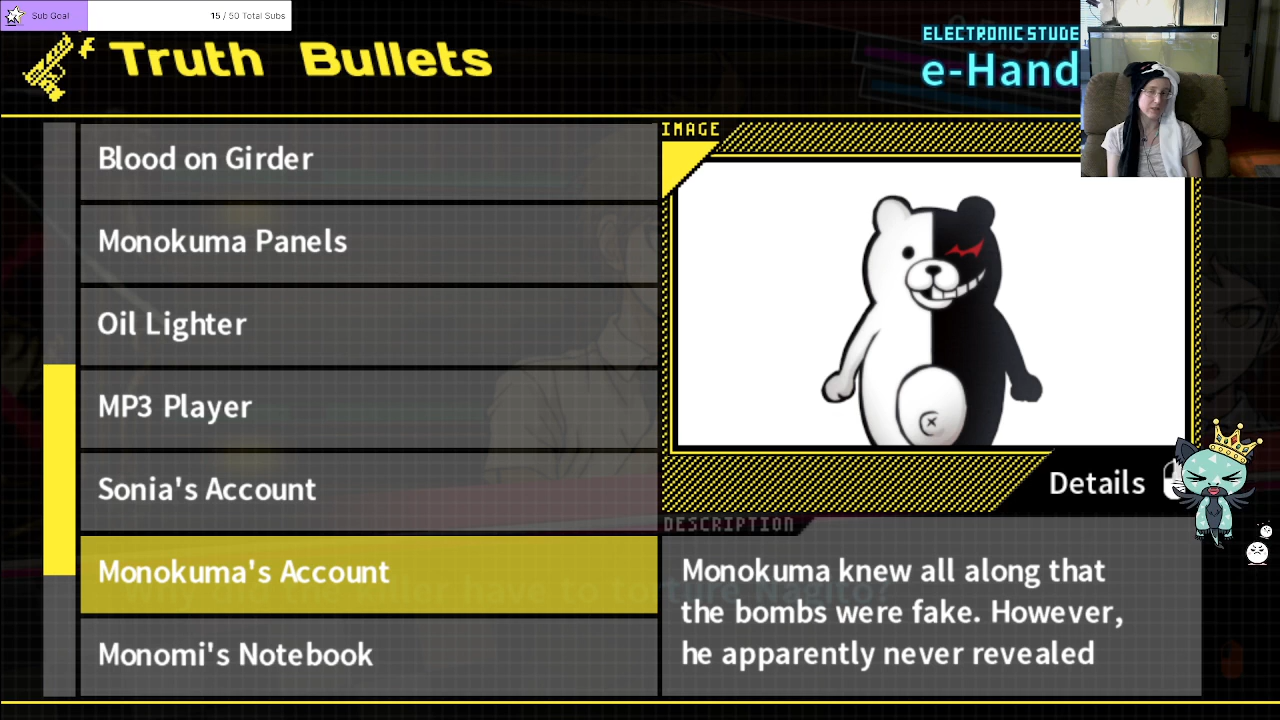 Sub Goal
15 / 50 Total Subs
Truth Bullets
ELECTRONIC STUDE
e-Hand
Blood on Girder
Monokuma Panels
Oil Lighter
MP3 Player
Sonia's Account
Monokuma's Account
Monomi's Notebook
IMAGE
Details
DESCRIPTION
Monokuma knew all along that
the bombs were fake. However,
he apparently never revealed